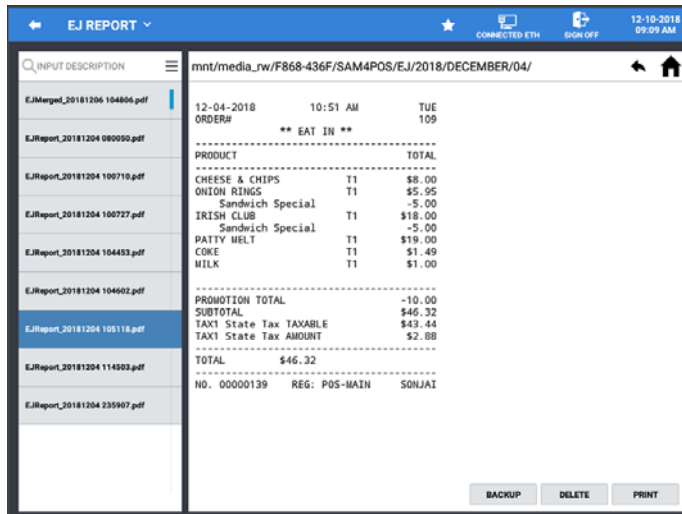 EJ REPORT
CONNECTED ETH
SIGN OFF
12-10-2018
09:09 AM
INPUT DESCRIPTION
mnt/media_rw/F868-436F/SAM4POS/EJ/2018/DECEMBER/04/
EJMerged_20181206 104806.pdf
EJReport_20181204 080050.pdf
EJReport_20181204 100710.pdf
EJReport_20181204 100727.pdf
EJReport_20181204 104453.pdf
EJReport_20181204 104602.pdf
EJReport_20181204 105118.pdf
EJReport_20181204 114503.pdf
EJReport_20181204 235907.pdf
12-04-2018 10:51 AM TUE
ORDER# 109
** EAT IN **
PRODUCT TOTAL
CHEESE & CHIPS T1 $8.00
ONION RINGS T1 $5.95
Sandwich Special -5.00
IRISH CLUB T1 $18.00
Sandwich Special -5.00
PATTY MELT T1 $19.00
COKE T1 $1.49
MILK T1 $1.00
PROMOTION TOTAL -10.00
SUBTOTAL $46.32
TAX1 State Tax TAXABLE $43.44
TAX1 State Tax AMOUNT $2.88
TOTAL $46.32
NO. 00000139 REG: POS-MAIN SONJAI
BACKUP
DELETE
PRINT